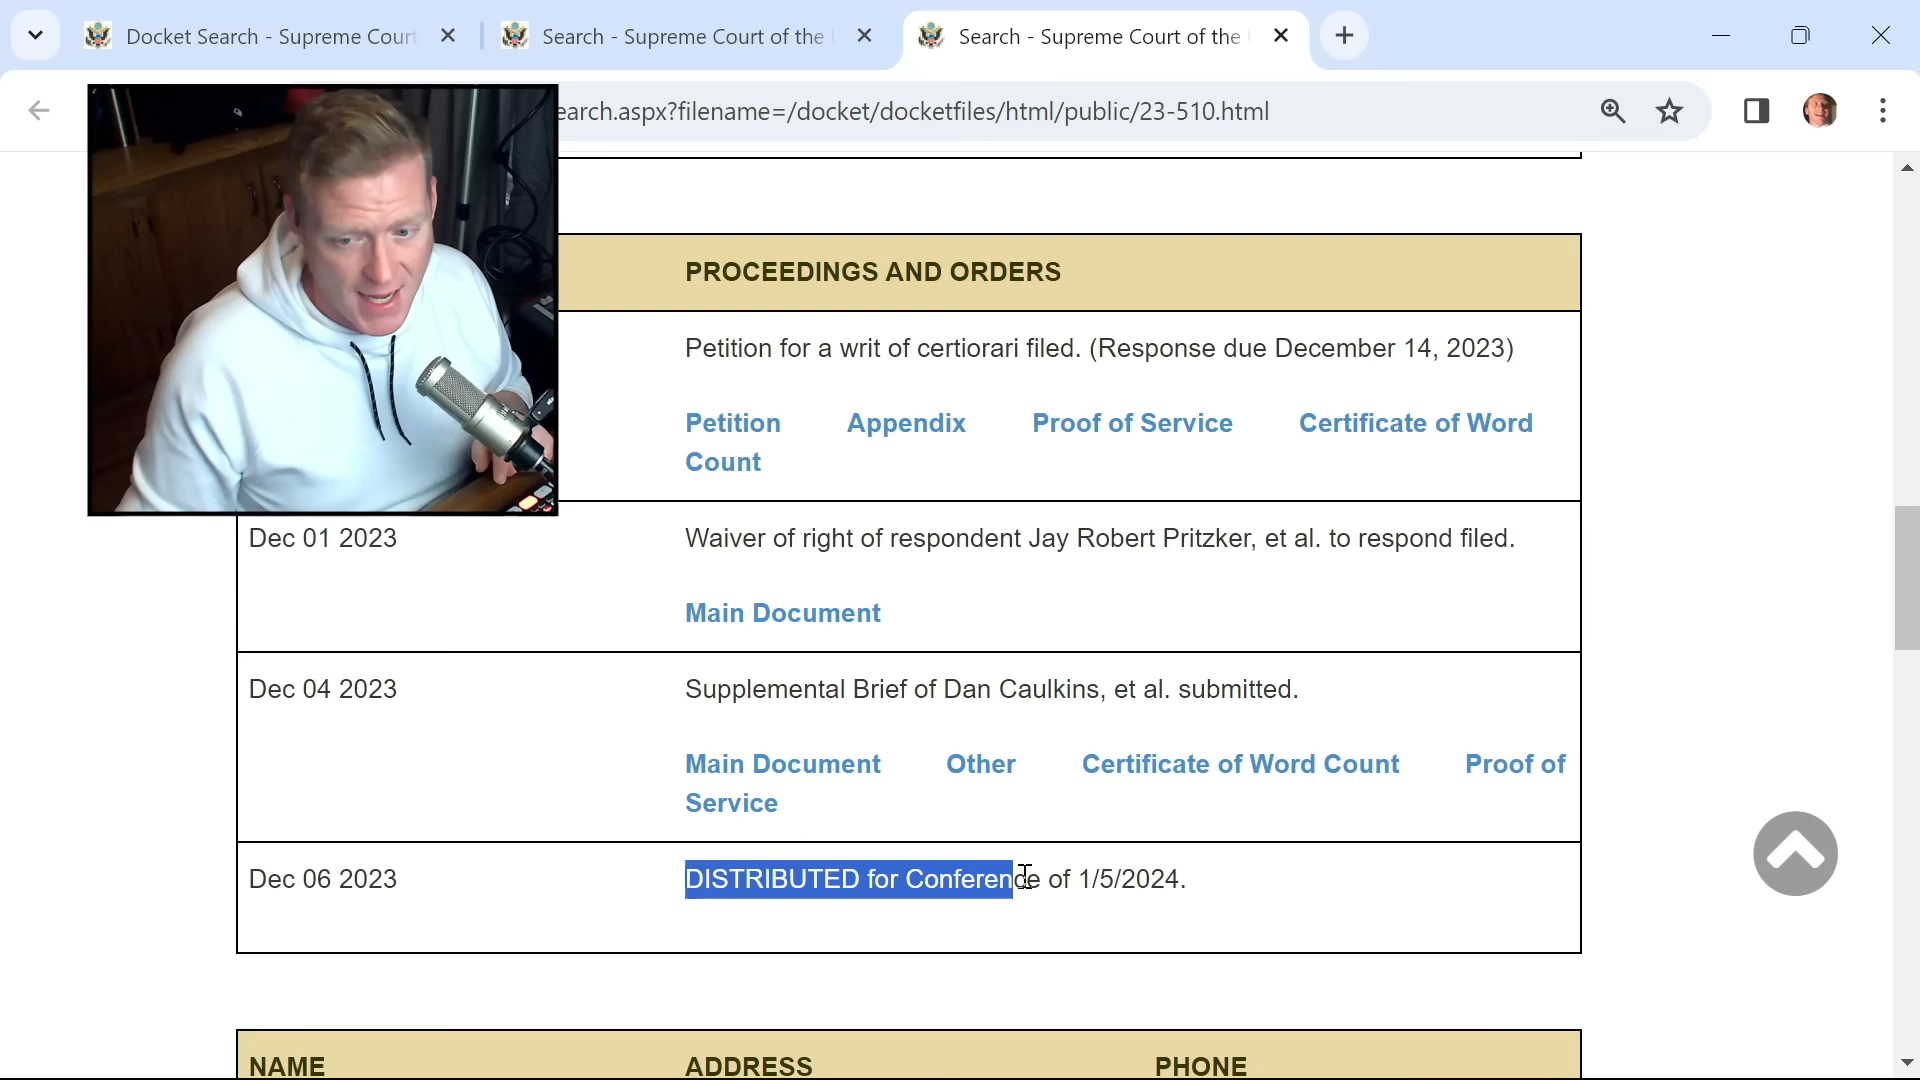 Docket Search - Supreme Court
Search - Supreme Court of the
Search - Supreme Court of the
earch.aspx?filename=/docket/docketfiles/html/public/23-510.html
PROCEEDINGS AND ORDERS
Petition for a writ of certiorari filed. (Response due December 14, 2023)
Petition Appendix Proof of Service Certificate of Word
Count
Dec 01 2023 Waiver of right of respondent Jay Robert Pritzker, et al. to respond filed.
Main Document
Dec 04 2023 Supplemental Brief of Dan Caulkins, et al. submitted.
Main Document Other Certificate of Word Count Proof of
Service
Dec 06 2023 DISTRIBUTED for Conference of 1/5/2024.
NAME ADDRESS PHONE